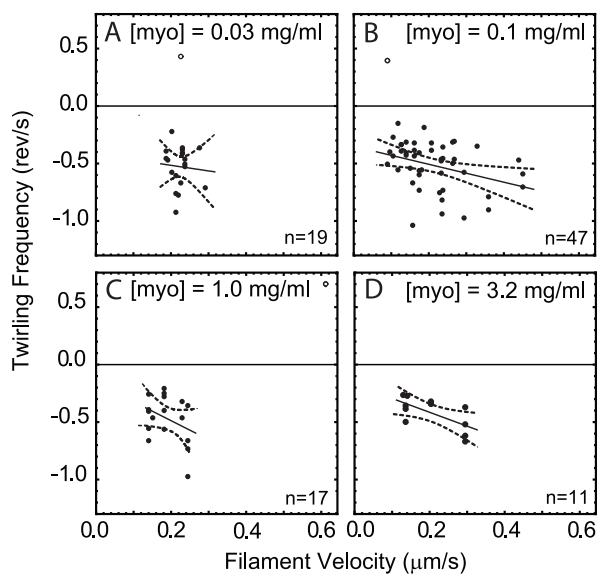 A [myo] = 0.03 mg/ml
B [myo] = 0.1 mg/ml
0.5
0.0
-0.5
-1.0
n=19
n=47
C [myo] = 1.0 mg/ml
D [myo] = 3.2 mg/ml
0.5
0.0
-0.5
-1.0
n=17
n=11
0.0 0.2 0.4 0.6 0.0 0.2 0.4 0.6
Twirling Frequency (rev/s)
Filament Velocity (μm/s)